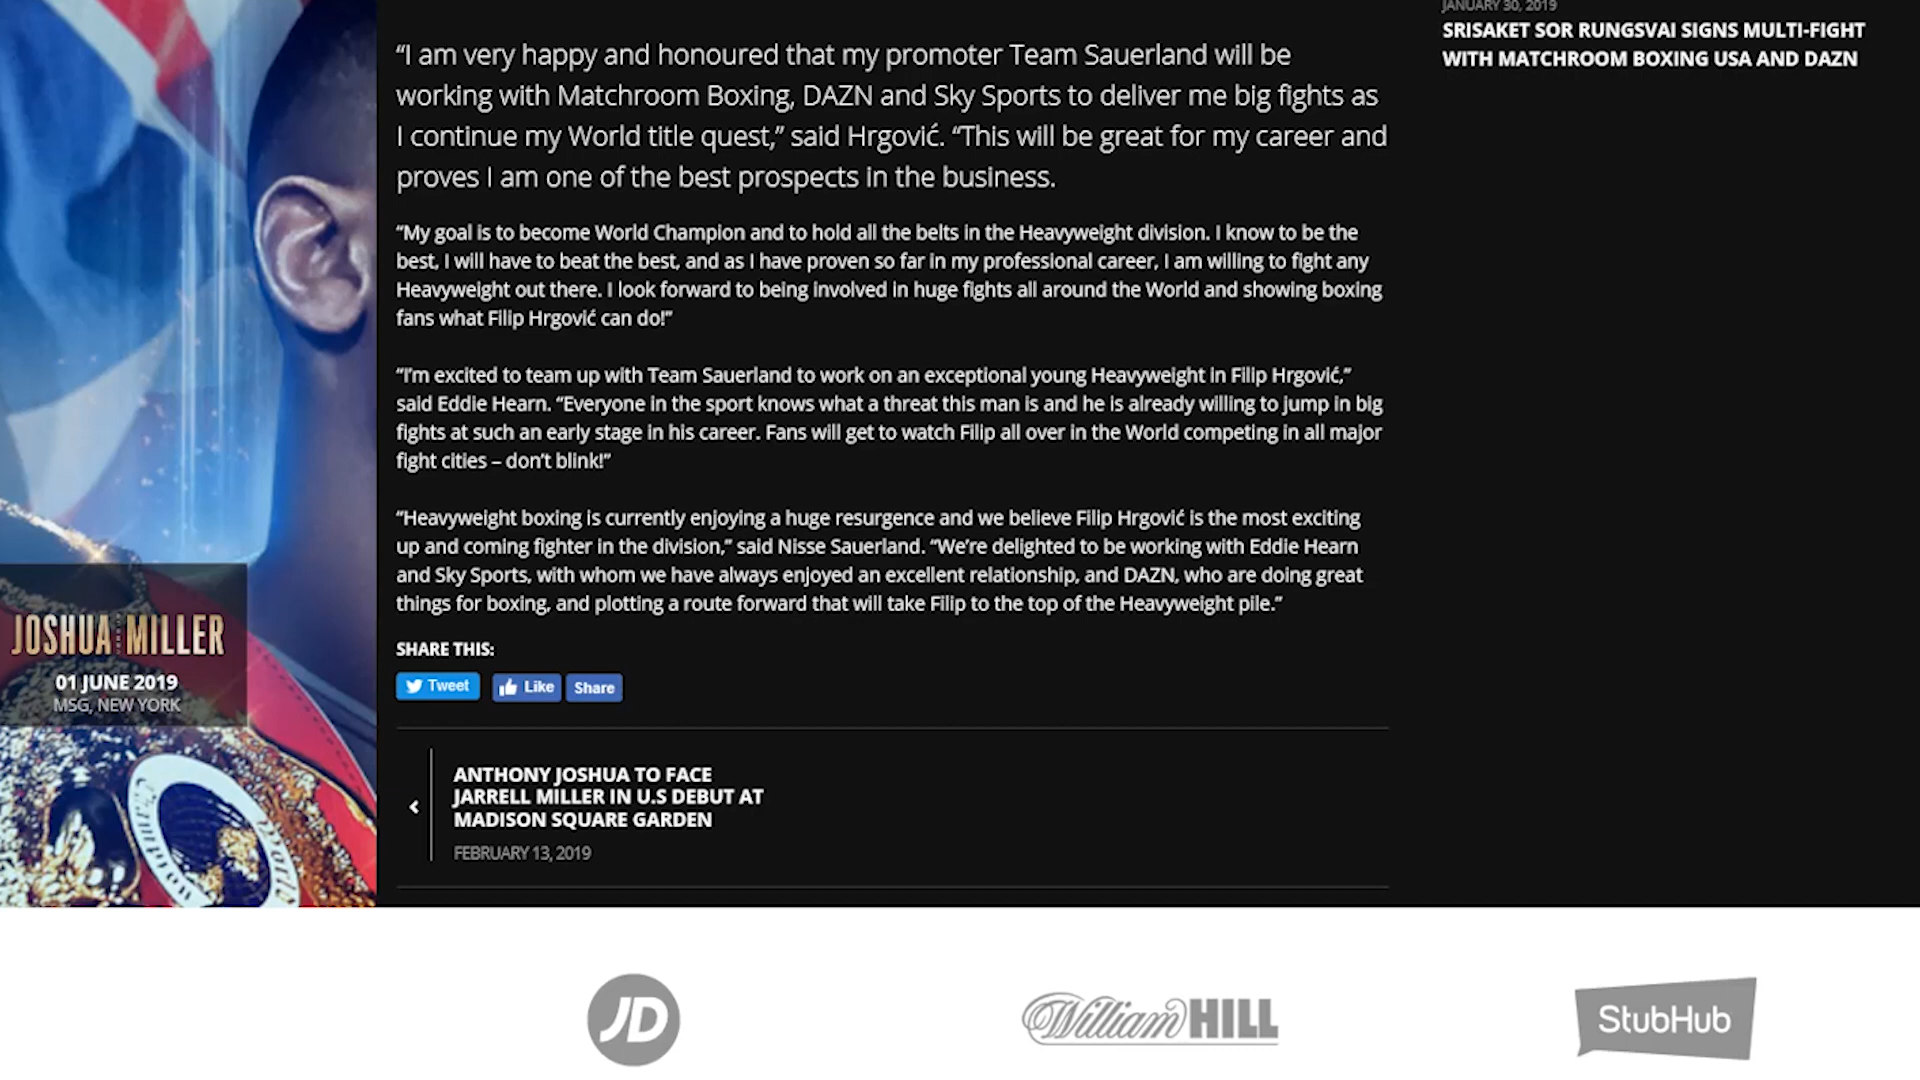 JANUARY 30, 2019
SRISAKET SOR RUNGSVAI SIGNS MULTI-FIGHT
WITH MATCHROOM BOXING USA AND DAZN
“I am very happy and honoured that my promoter Team Sauerland will be
working with Matchroom Boxing, DAZN and Sky Sports to deliver me big fights as
I continue my World title quest,” said Hrgović. “This will be great for my career and
proves I am one of the best prospects in the business.
“My goal is to become World Champion and to hold all the belts in the Heavyweight division. I know to be the
best, I will have to beat the best, and as I have proven so far in my professional career, I am willing to fight any
Heavyweight out there. I look forward to being involved in huge fights all around the World and showing boxing
fans what Filip Hrgović can do!”
“I’m excited to team up with Team Sauerland to work on an exceptional young Heavyweight in Filip Hrgović,”
said Eddie Hearn. “Everyone in the sport knows what a threat this man is and he is already willing to jump in big
fights at such an early stage in his career. Fans will get to watch Filip all over in the World competing in all major
fight cities – don’t blink!”
“Heavyweight boxing is currently enjoying a huge resurgence and we believe Filip Hrgović is the most exciting
up and coming fighter in the division,” said Nisse Sauerland. “We’re delighted to be working with Eddie Hearn
and Sky Sports, with whom we have always enjoyed an excellent relationship, and DAZN, who are doing great
things for boxing, and plotting a route forward that will take Filip to the top of the Heavyweight pile.”
SHARE THIS:
Tweet Like Share
JOSHUA MILLER
01 JUNE 2019
MSG, NEW YORK
ANTHONY JOSHUA TO FACE
JARRELL MILLER IN U.S DEBUT AT
MADISON SQUARE GARDEN
FEBRUARY 13, 2019
JD
William HILL
StubHub